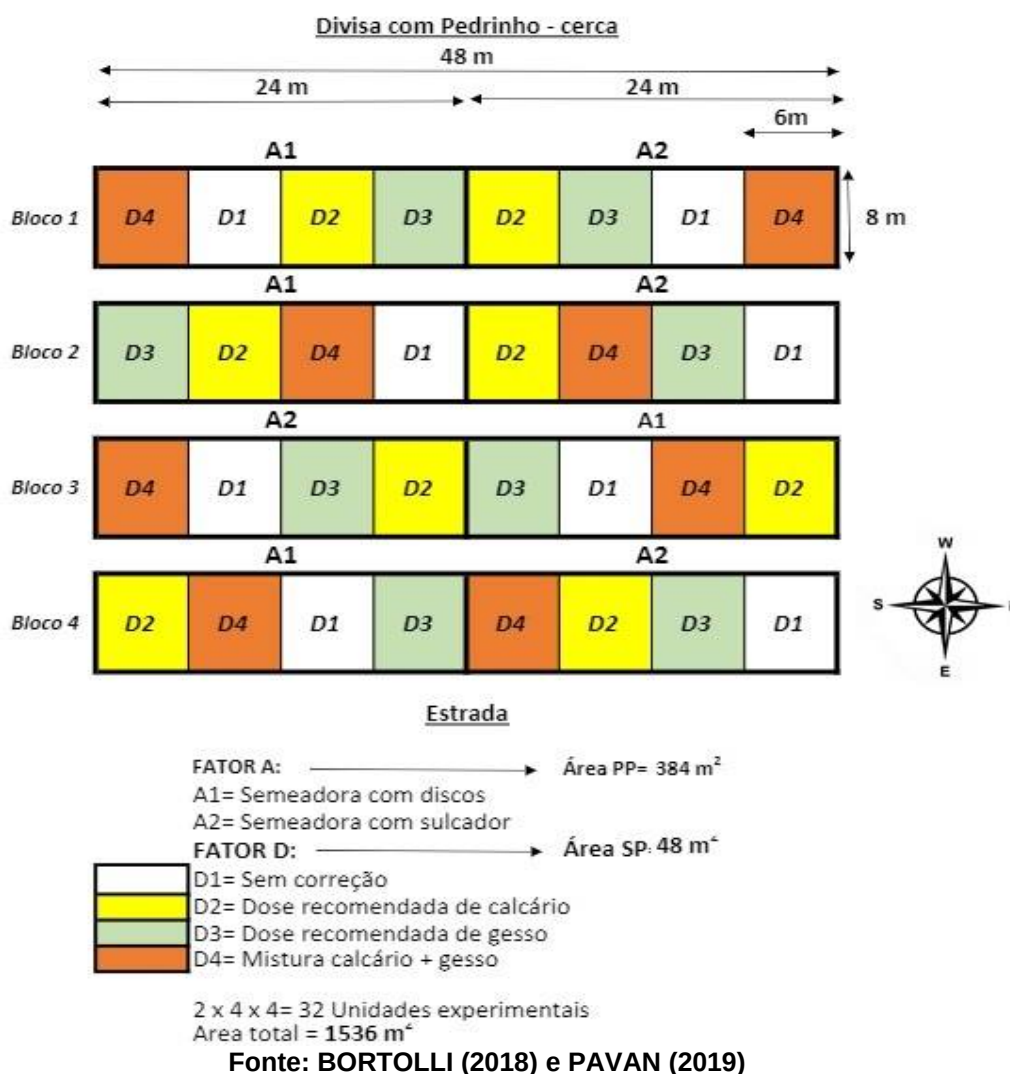 Divisa com Pedrinho - cerca
48 m
24 m 24 m
6m
A1 A2
Bloco 1 D4 D1 D2 D3 D2 D3 D1 D4 8 m
A1 A2
Bloco 2 D3 D2 D4 D1 D2 D4 D3 D1
A2 A1
Bloco 3 D4 D1 D3 D2 D3 D1 D4 D2
A1 A2
W
Bloco 4 D2 D4 D1 D3 D4 D2 D3 D1 S
E
Estrada
FATOR A: Área PP= 384 m²
A1= Semeadora com discos
A2= Semeadora com sulcador
FATOR D: Área SP: 48 m²
D1= Sem correção
D2= Dose recomendada de calcário
D3= Dose recomendada de gesso
D4= Mistura calcário + gesso
2 x 4 x 4= 32 Unidades experimentais
Area total = 1536 m²
Fonte: BORTOLLI (2018) e PAVAN (2019)